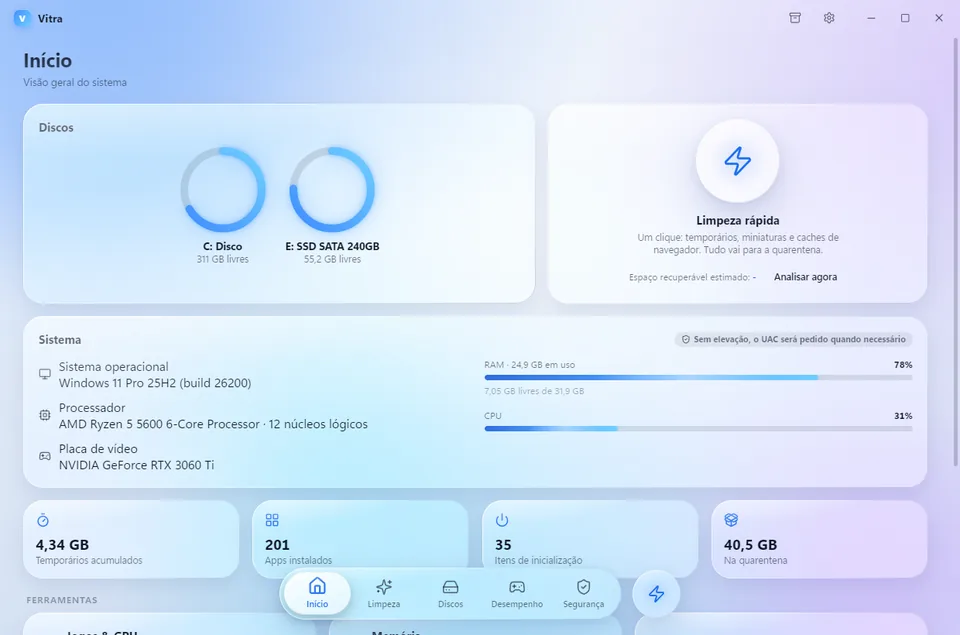 Vitra
Início
Visão geral do sistema
Discos
C: Disco
311 GB livres
E: SSD SATA 240GB
55,2 GB livres
Limpeza rápida
Um clique: temporários, miniaturas e caches de
navegador. Tudo vai para a quarentena.
Espaço recuperável estimado: -
Analisar agora
Sistema
Sem elevação, o UAC será pedido quando necessário
Sistema operacional
Windows 11 Pro 25H2 (build 26200)
Processador
AMD Ryzen 5 5600 6-Core Processor · 12 núcleos lógicos
Placa de vídeo
NVIDIA GeForce RTX 3060 Ti
RAM · 24,9 GB em uso
78%
7,05 GB livres de 31,9 GB
CPU
31%
4,34 GB
Temporários acumulados
201
Apps instalados
35
Itens de inicialização
40,5 GB
Na quarentena
Início
Limpeza
Discos
Desempenho
Segurança
FERRAMENTAS
Jogos & GPU
Memória